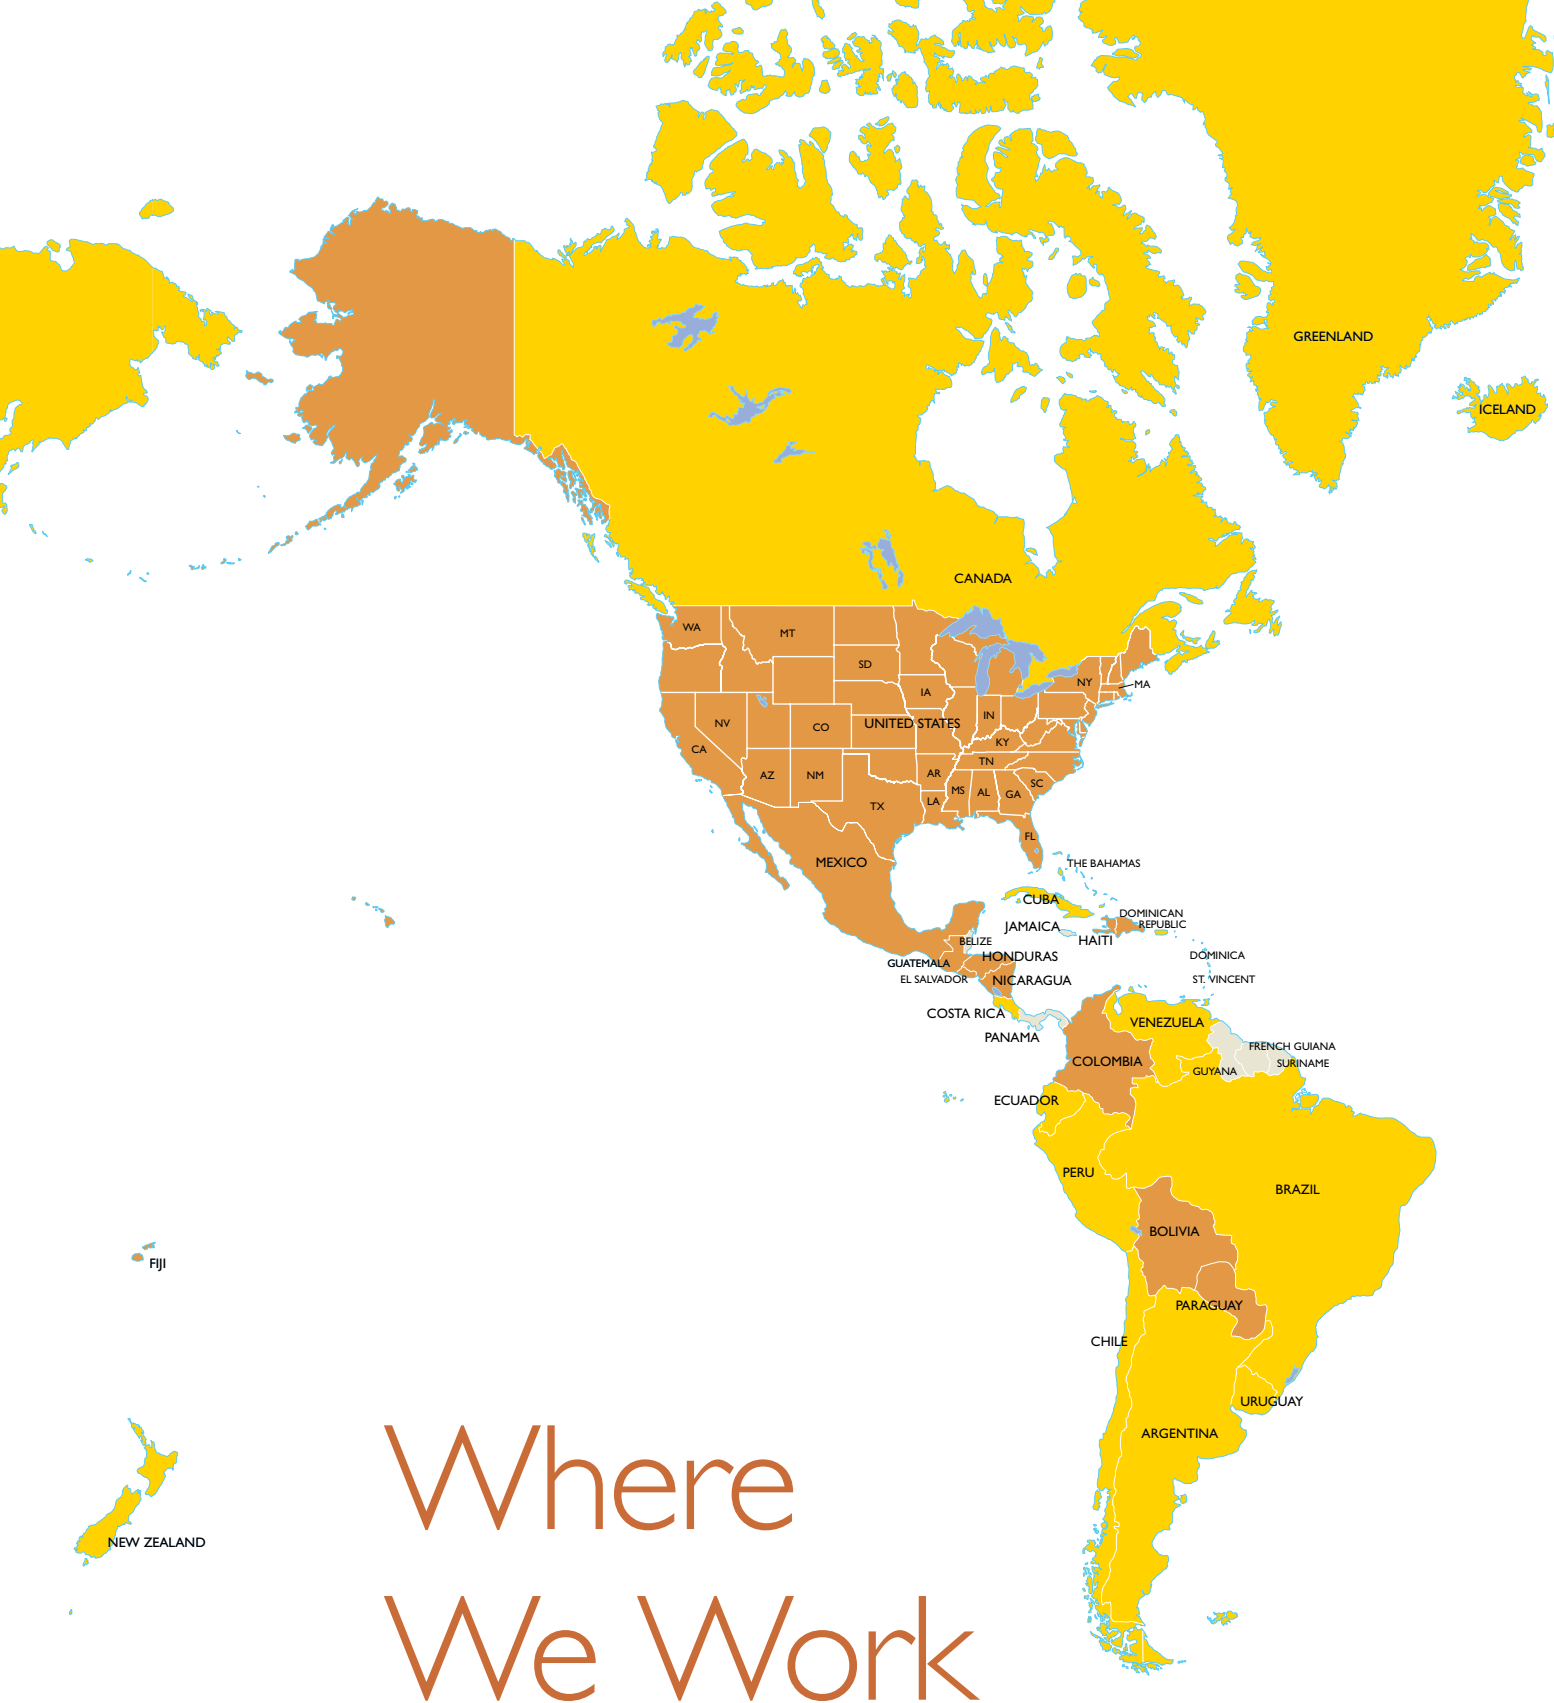 GREENLAND
ICELAND
CANADA
WA
MT
SD
NY
MA
IA
NV
CO
UNITED STATES
IN
CA
KY
AZ
NM
TN
AR
SC
TX
LA
MS
AL
GA
FL
MEXICO
THE BAHAMAS
CUBA
DOMINICAN
REPUBLIC
JAMAICA
HAITI
BELIZE
HONDURAS
DOMINICA
GUATEMALA
EL SALVADOR
NICARAGUA
ST. VINCENT
COSTA RICA
PANAMA
VENEZUELA
FRENCH GUIANA
COLOMBIA
SURINAME
GUYANA
ECUADOR
PERU
BRAZIL
BOLIVIA
FIJI
PARAGUAY
CHILE
URUGUAY
ARGENTINA
NEW ZEALAND
Where
We Work